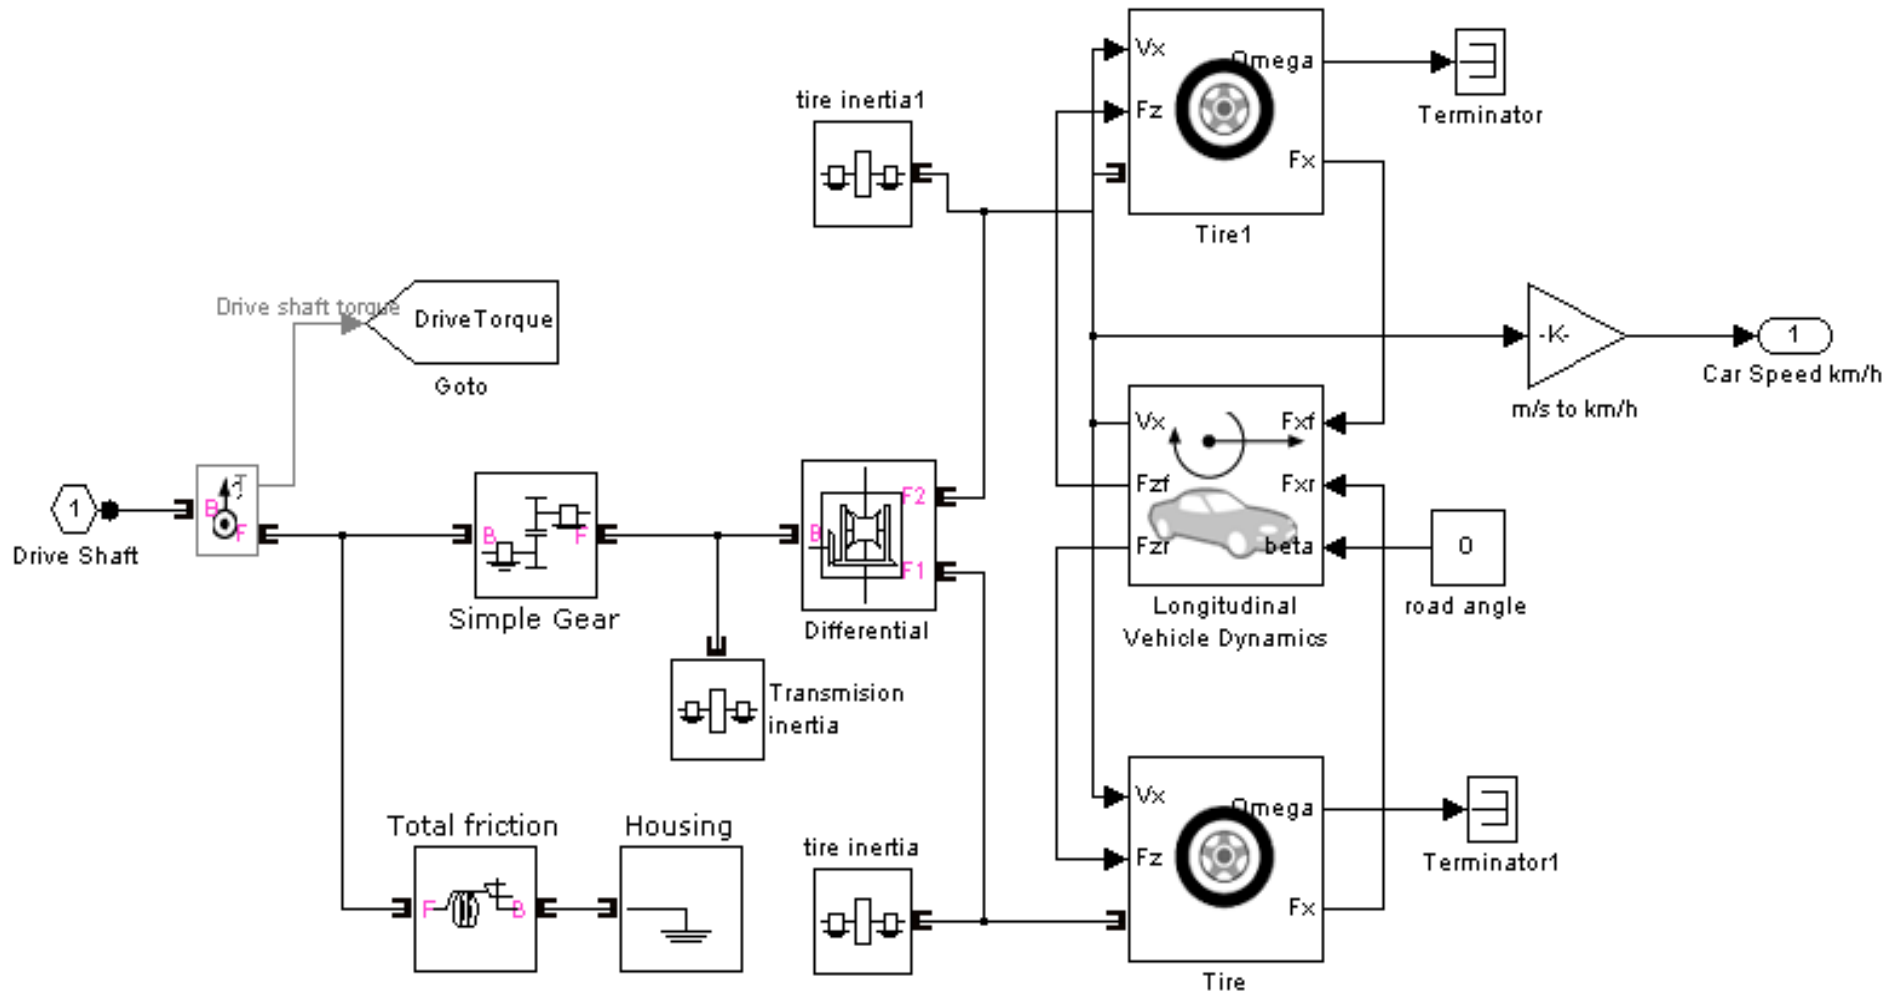 Vx
Omega
Fz
Fx
Terminator
Tire1
tire inertia1
Drive shaft torque
DriveTorque
Goto
-K-
m/s to km/h
1
Car Speed km/h
1
Drive Shaft
T
B
F
B
F
Simple Gear
B
F2
F1
Differential
Vx
Fxf
Fzf
Fxr
Fzr
beta
Longitudinal
Vehicle Dynamics
0
road angle
Transmision
inertia
Total friction
F
B
Housing
tire inertia
Vx
Omega
Fz
Fx
Terminator1
Tire